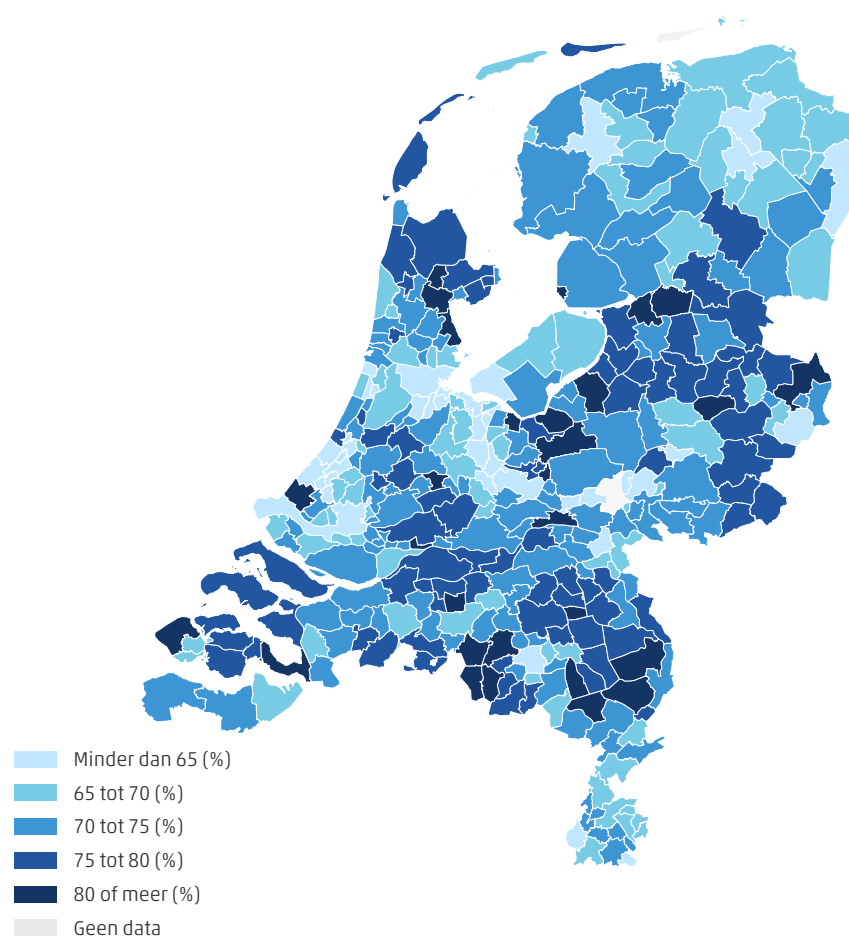 Minder dan 65 (%)
65 tot 70 (%)
70 tot 75 (%)
75 tot 80 (%)
80 of meer (%)
Geen data